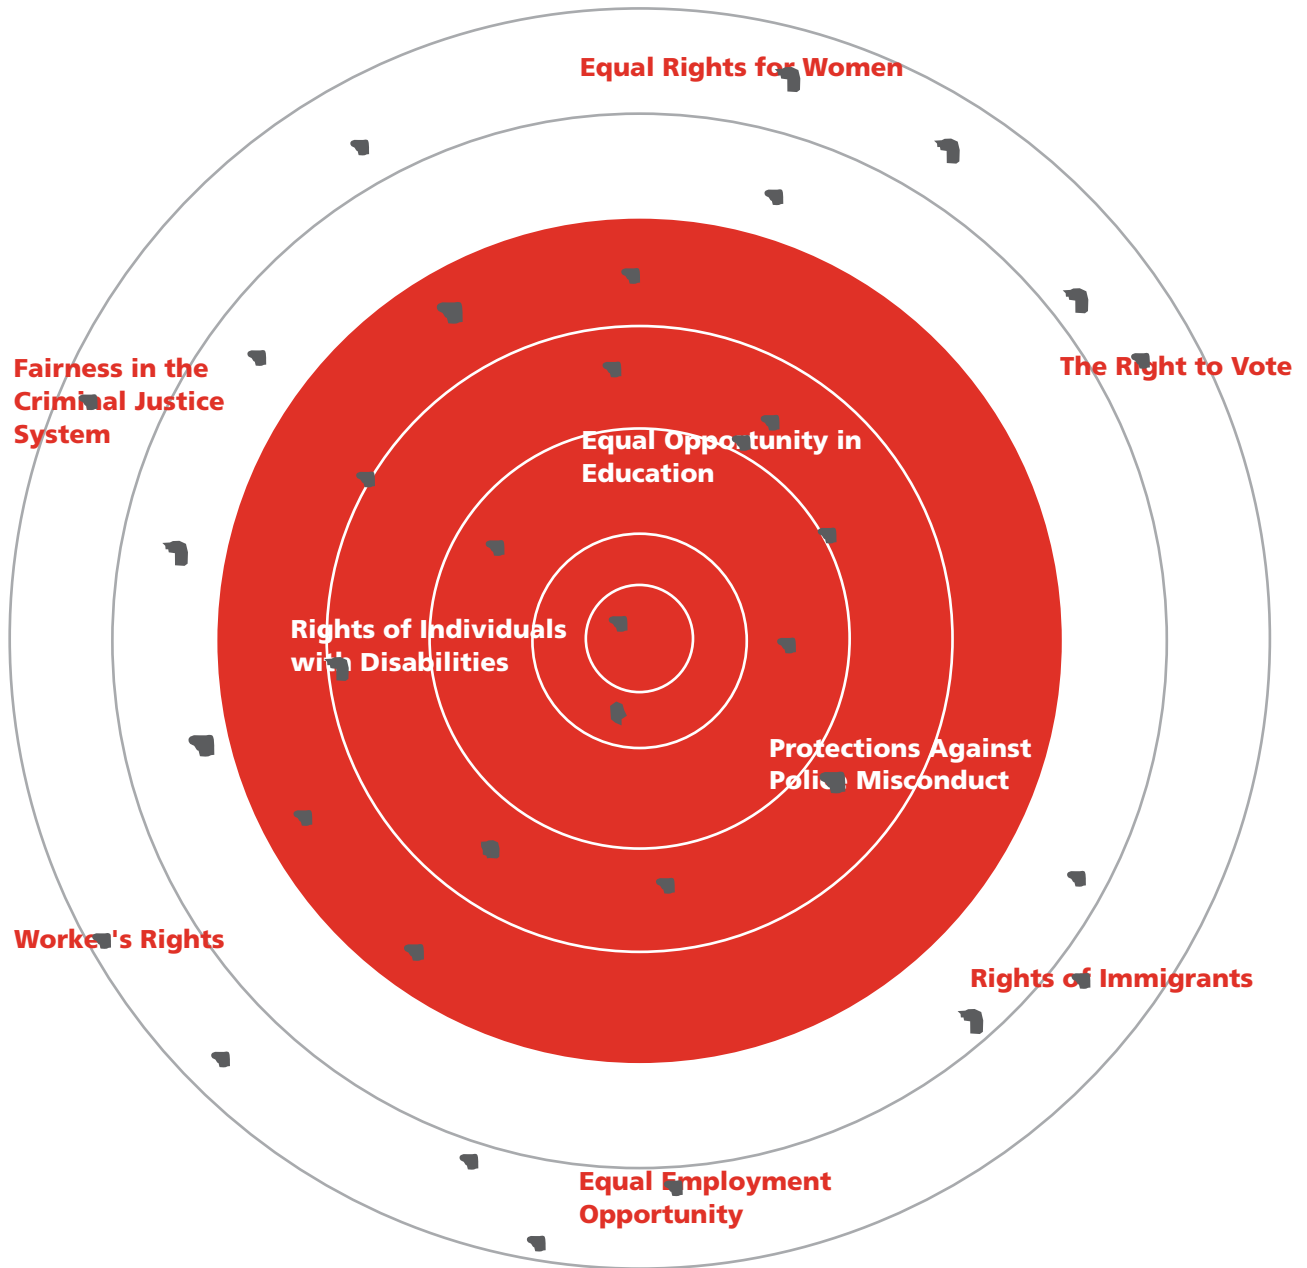 Equal Rights for Women
Fairness in the
Criminal Justice
System
The Right to Vote
Equal Opportunity in
Education
Rights of Individuals
with Disabilities
Protections Against
Police Misconduct
Worker's Rights
Rights of Immigrants
Equal Employment
Opportunity